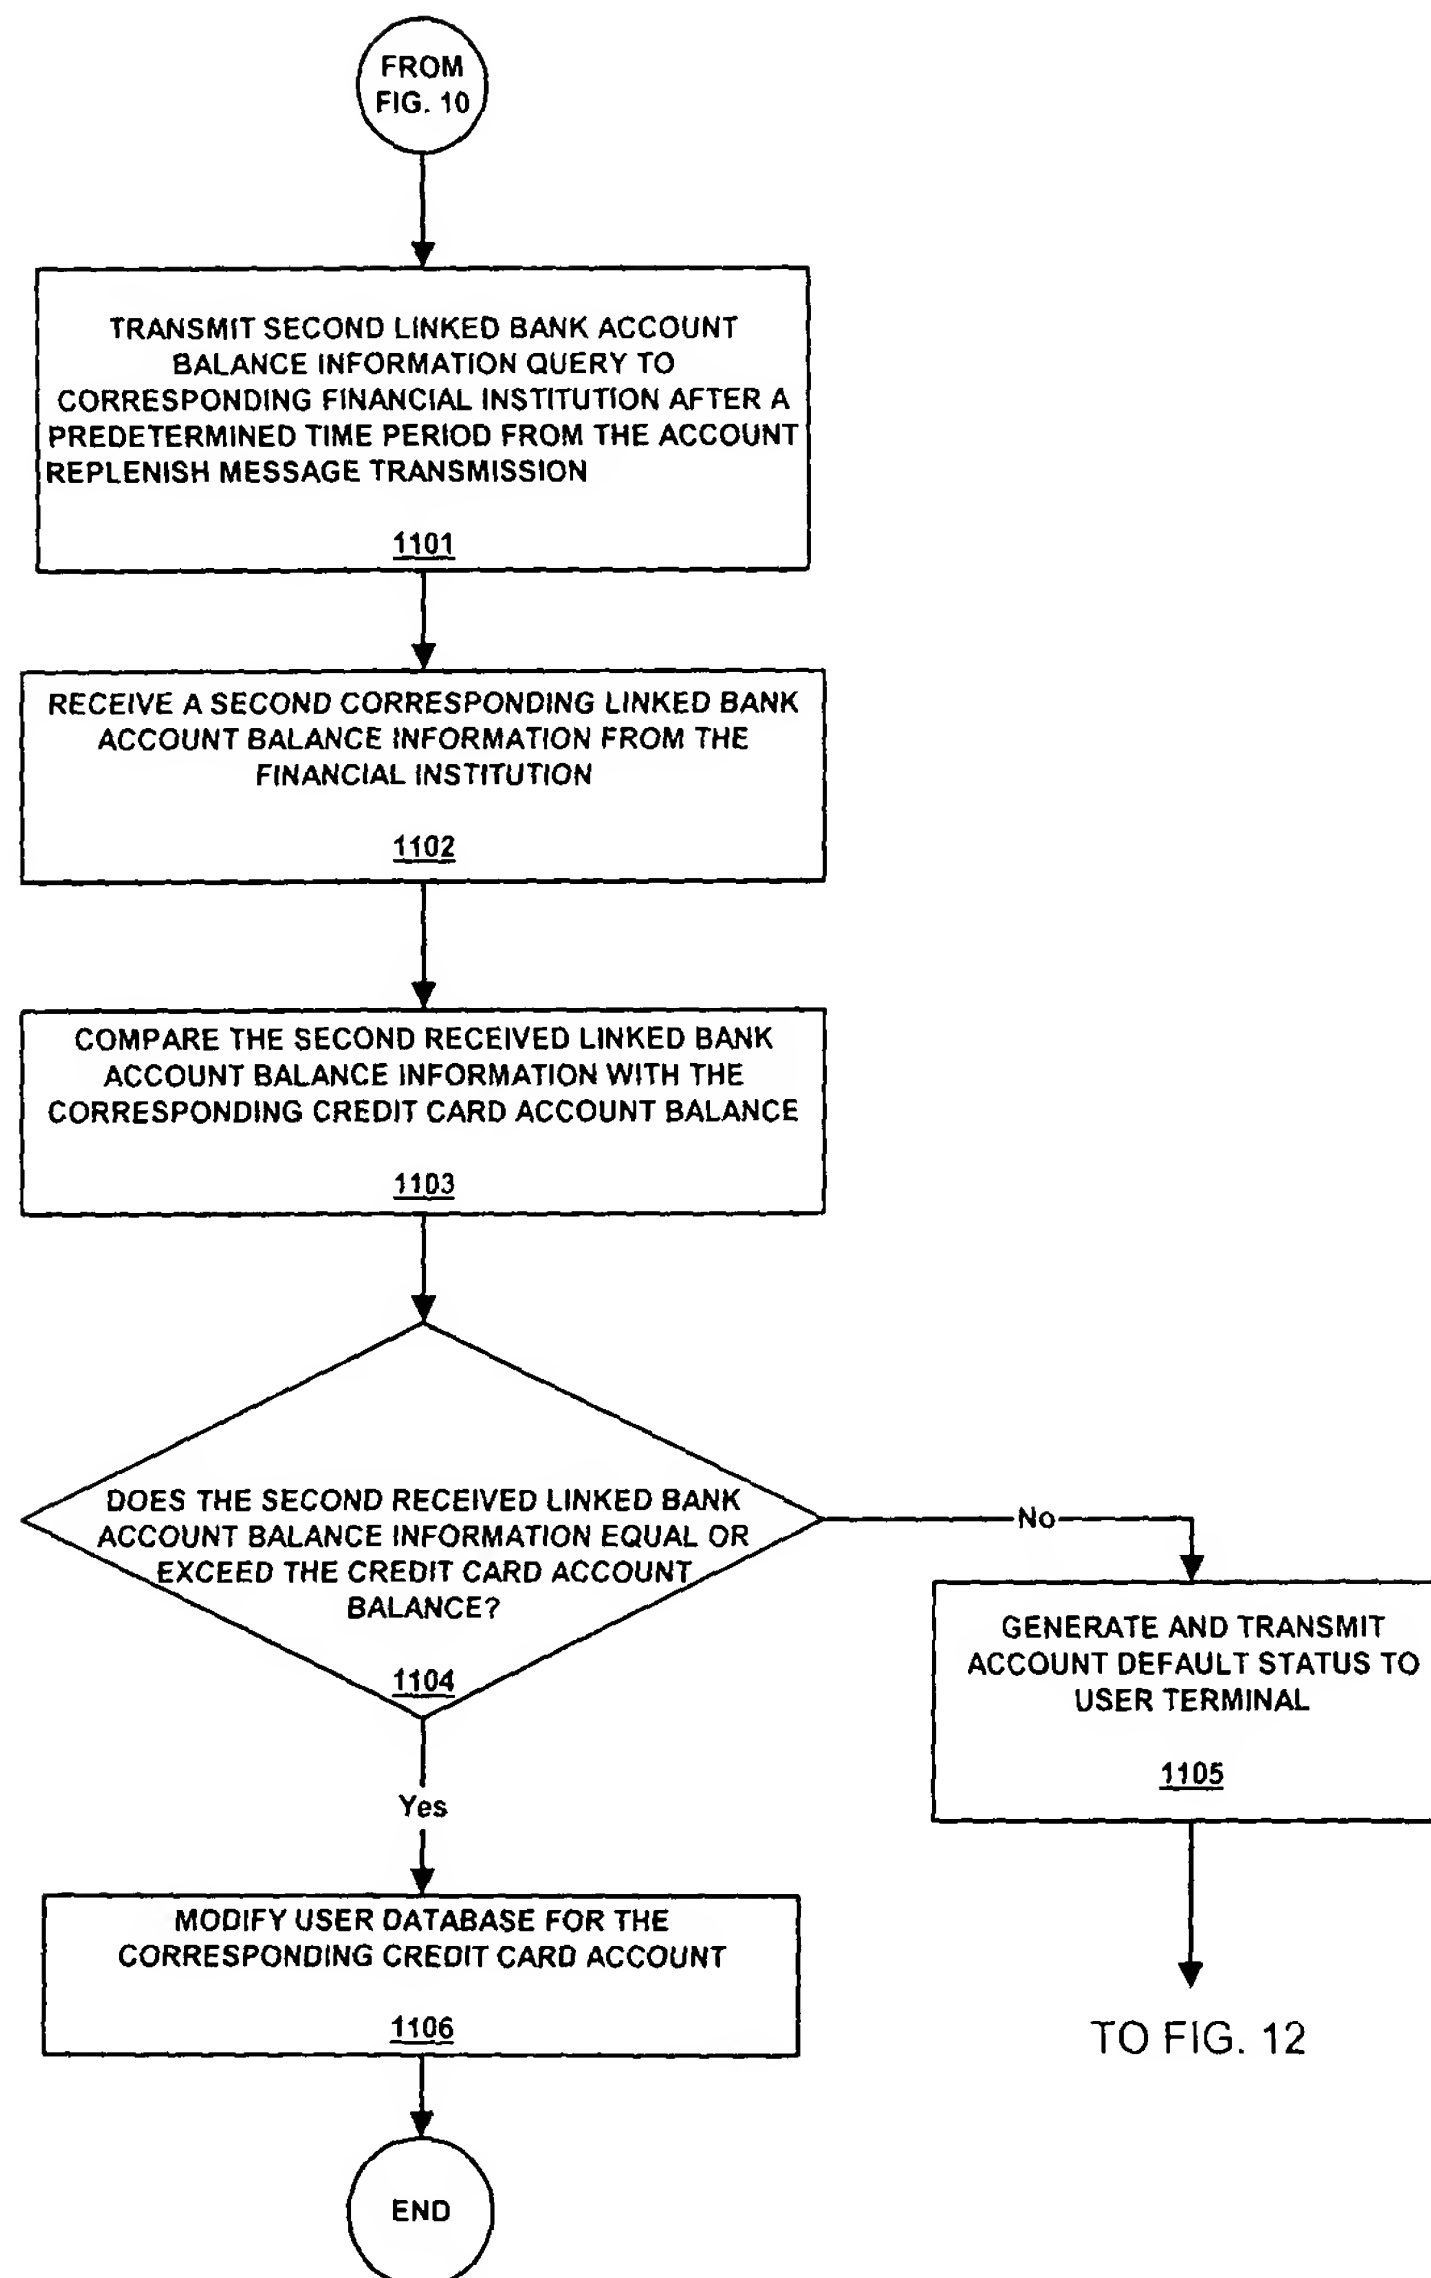 FROM
FIG. 10
TRANSMIT SECOND LINKED BANK ACCOUNT
BALANCE INFORMATION QUERY TO
CORRESPONDING FINANCIAL INSTITUTION AFTER A
PREDETERMINED TIME PERIOD FROM THE ACCOUNT
REPLENISH MESSAGE TRANSMISSION
1101
RECEIVE A SECOND CORRESPONDING LINKED BANK
ACCOUNT BALANCE INFORMATION FROM THE
FINANCIAL INSTITUTION
1102
COMPARE THE SECOND RECEIVED LINKED BANK
ACCOUNT BALANCE INFORMATION WITH THE
CORRESPONDING CREDIT CARD ACCOUNT BALANCE
1103
DOES THE SECOND RECEIVED LINKED BANK
ACCOUNT BALANCE INFORMATION EQUAL OR
EXCEED THE CREDIT CARD ACCOUNT
BALANCE?
1104
No
GENERATE AND TRANSMIT
ACCOUNT DEFAULT STATUS TO
USER TERMINAL
1105
TO FIG. 12
Yes
MODIFY USER DATABASE FOR THE
CORRESPONDING CREDIT CARD ACCOUNT
1106
END